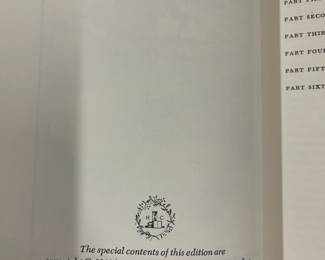 PART SECO
PART THIR
PART FOUR
PART FIFT
PART SIXT
H C
The special contents of this edition are